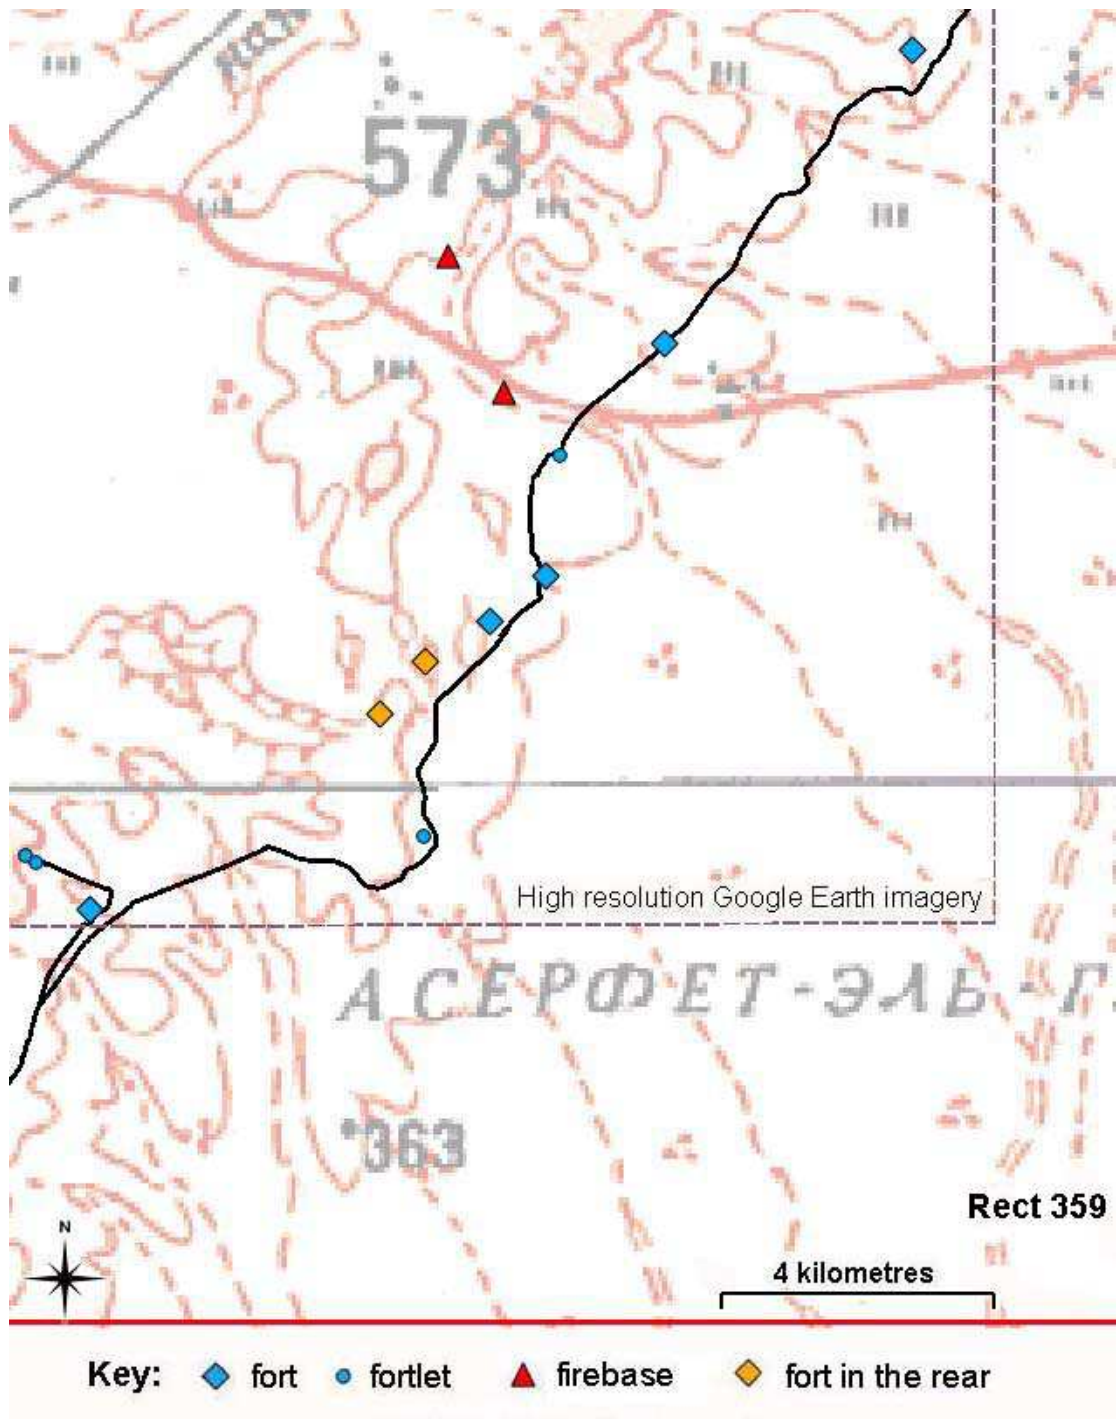 573
High resolution Google Earth imagery
АСЕРФЕТ-ЭЛЬ-Г
363
Rect 359
N
4 kilometres
Key: fort fortlet firebase fort in the rear